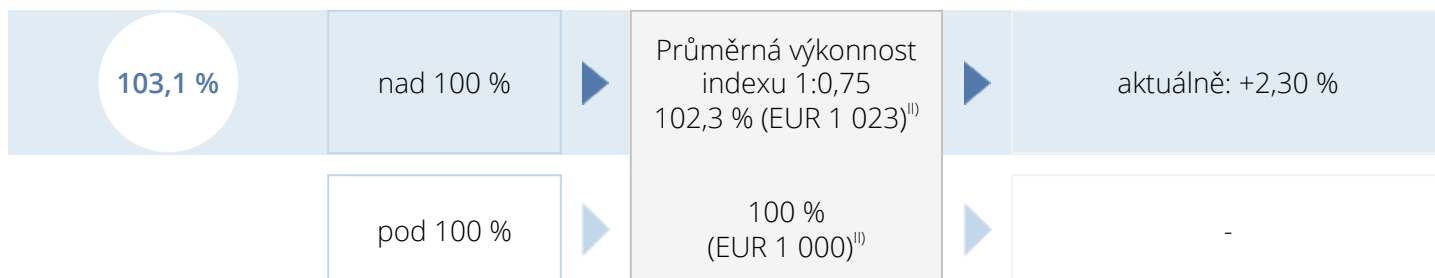 103,1 %
nad 100 %
Průměrná výkonnost
indexu 1:0,75
102,3 % (EUR 1 023)II)
aktuálně: +2,30 %
pod 100 %
100 %
(EUR 1 000)II)
-